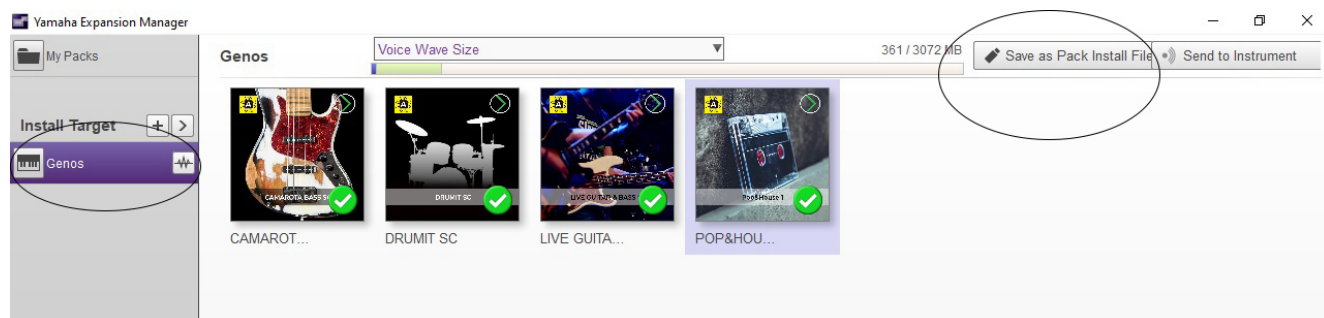 Yamaha Expansion Manager
My Packs
Genos
Voice Wave Size
361 / 3072 MB
Save as Pack Install File
Send to Instrument
Install Target
Genos
CAMAROTA BASS S
DRUMIT SC
LIVE GUITAR & BASS
Pop&House 1
CAMAROT...
DRUMIT SC
LIVE GUITA...
POP&HOU...